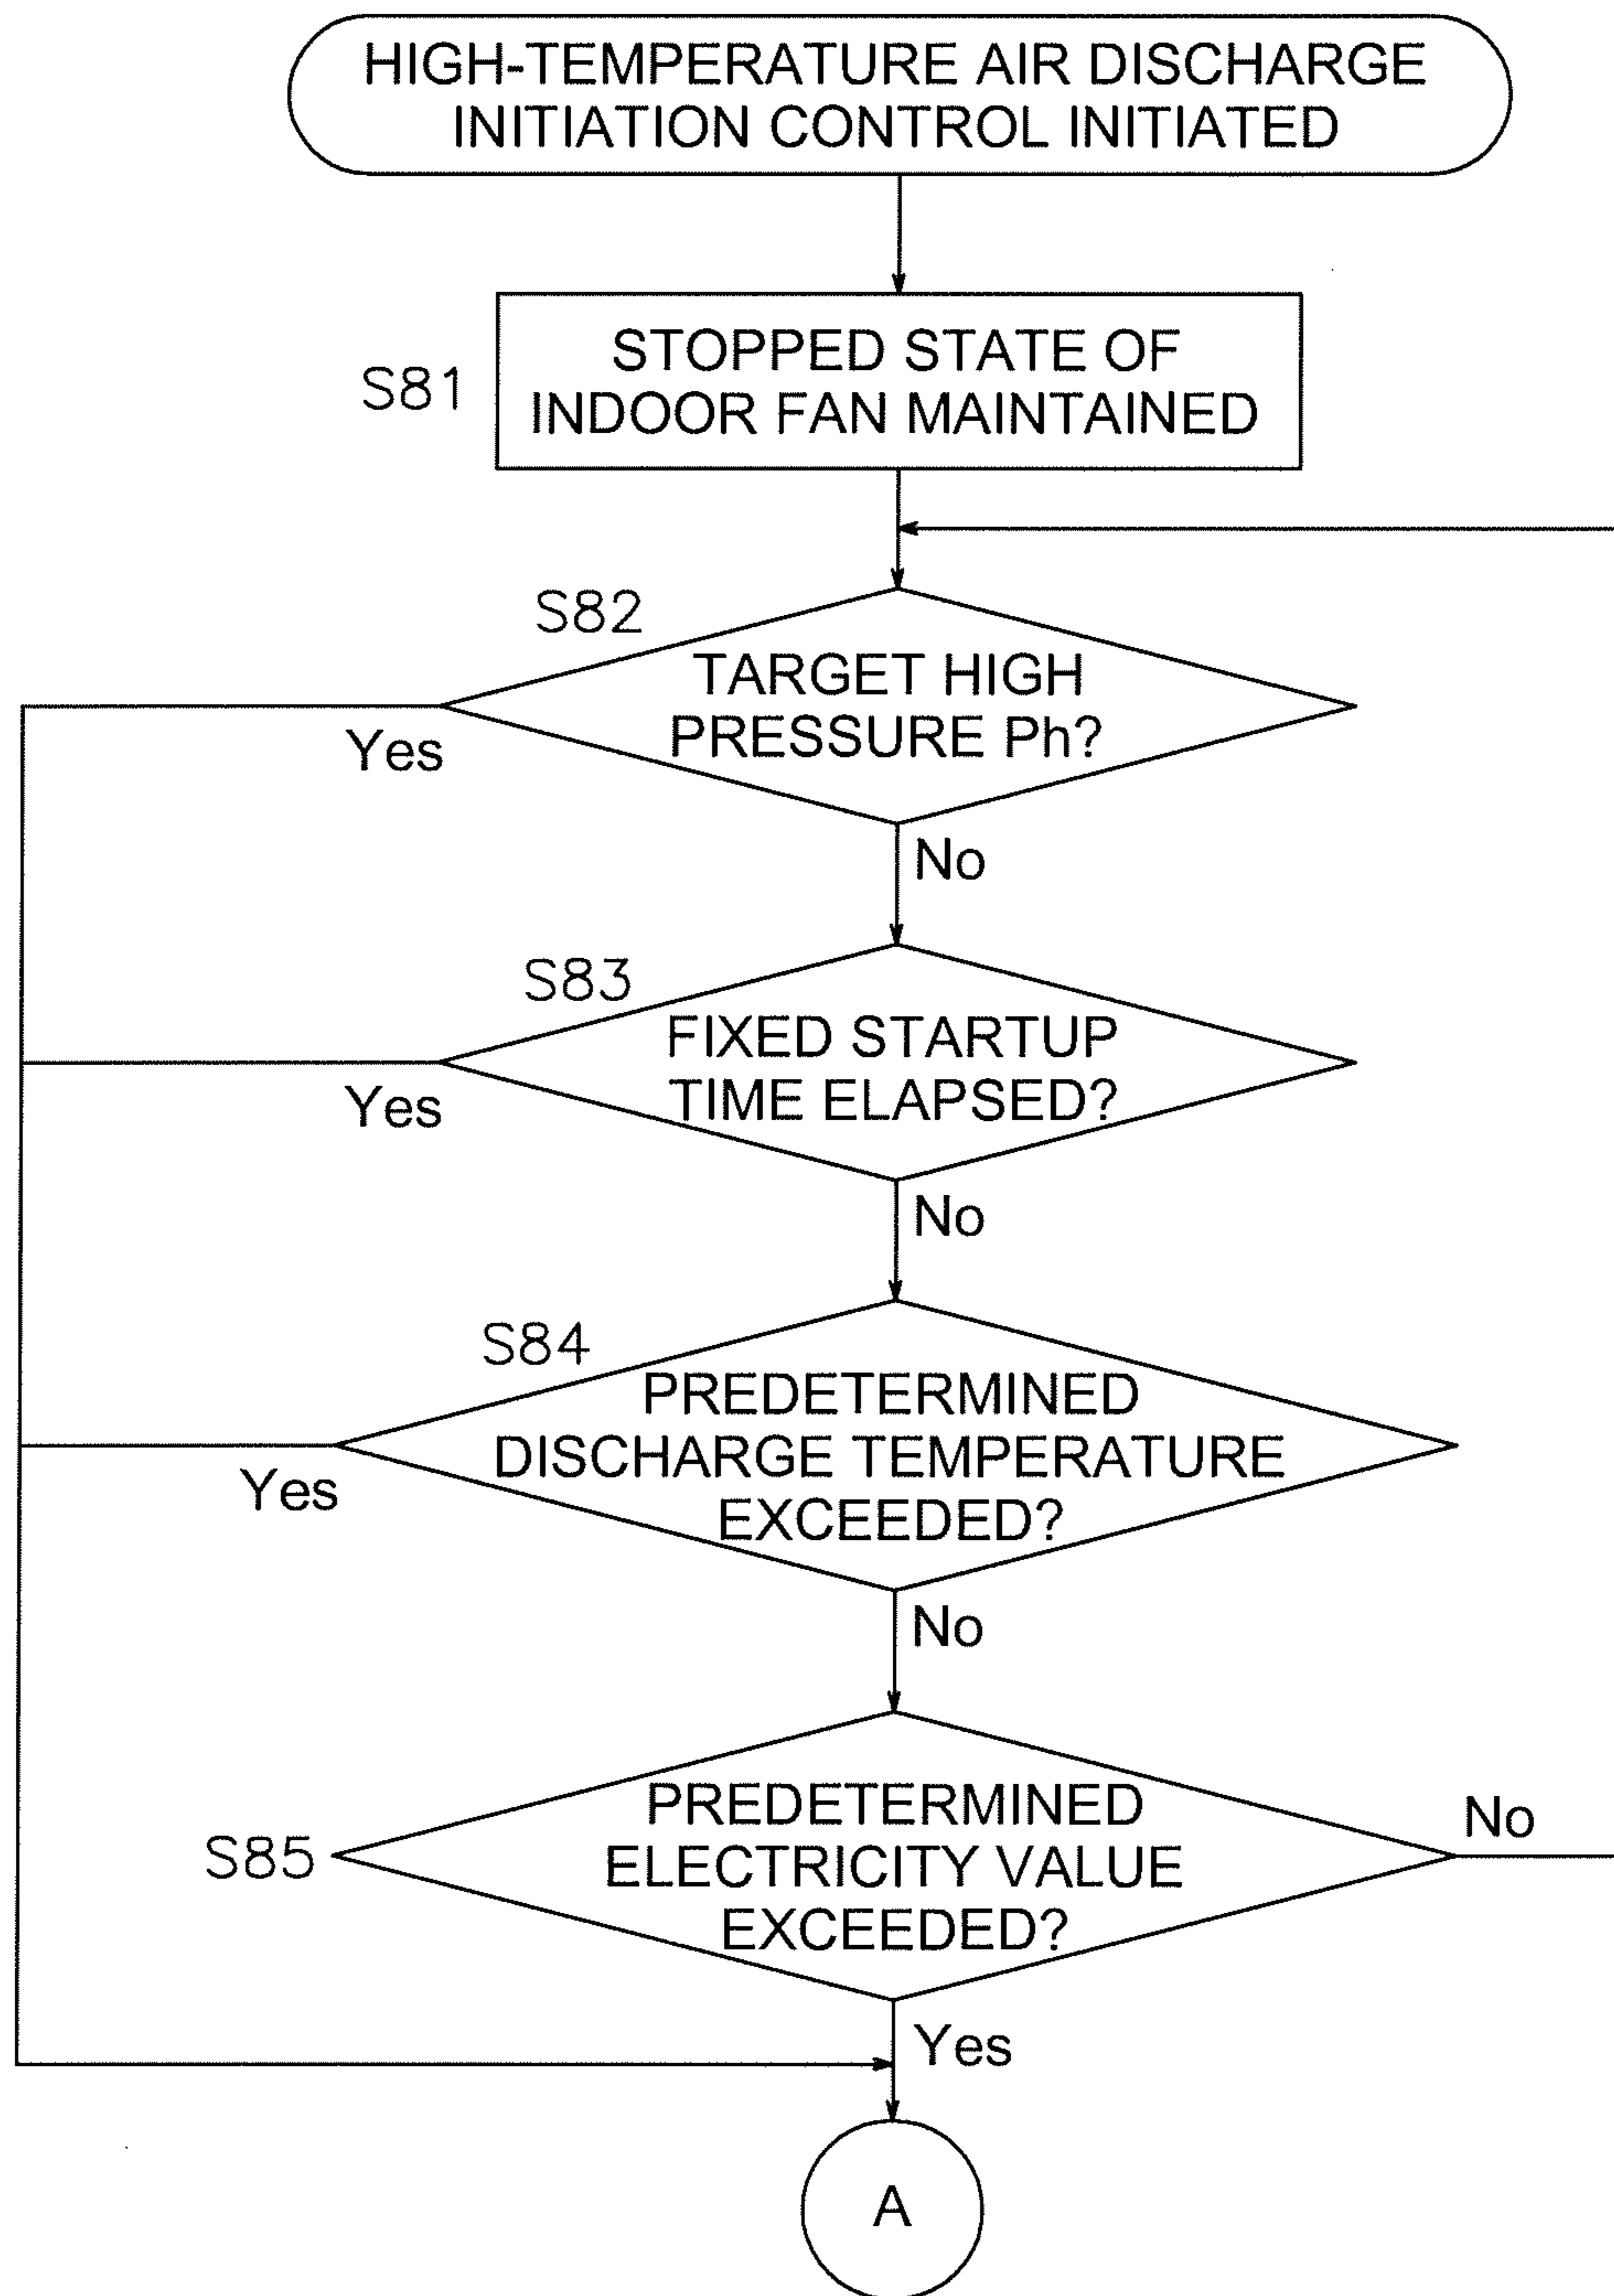 HIGH-TEMPERATURE AIR DISCHARGE
INITIATION CONTROL INITIATED
S81
STOPPED STATE OF
INDOOR FAN MAINTAINED
S82
TARGET HIGH
PRESSURE Ph?
Yes
No
S83
FIXED STARTUP
TIME ELAPSED?
Yes
No
S84
PREDETERMINED
DISCHARGE TEMPERATURE
EXCEEDED?
Yes
No
S85
PREDETERMINED
ELECTRICITY VALUE
EXCEEDED?
No
Yes
A